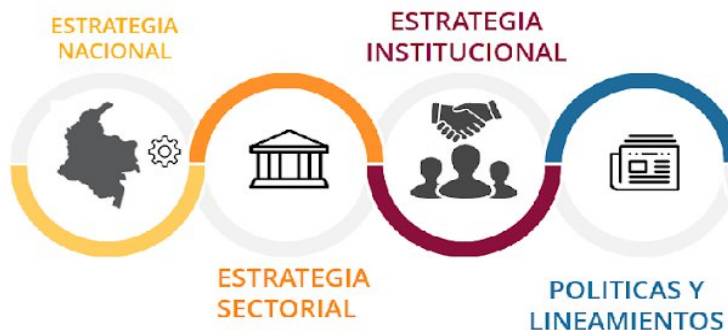 ESTRATEGIA
NACIONAL
ESTRATEGIA
SECTORIAL
ESTRATEGIA
INSTITUCIONAL
POLITICAS Y
LINEAMIENTOS